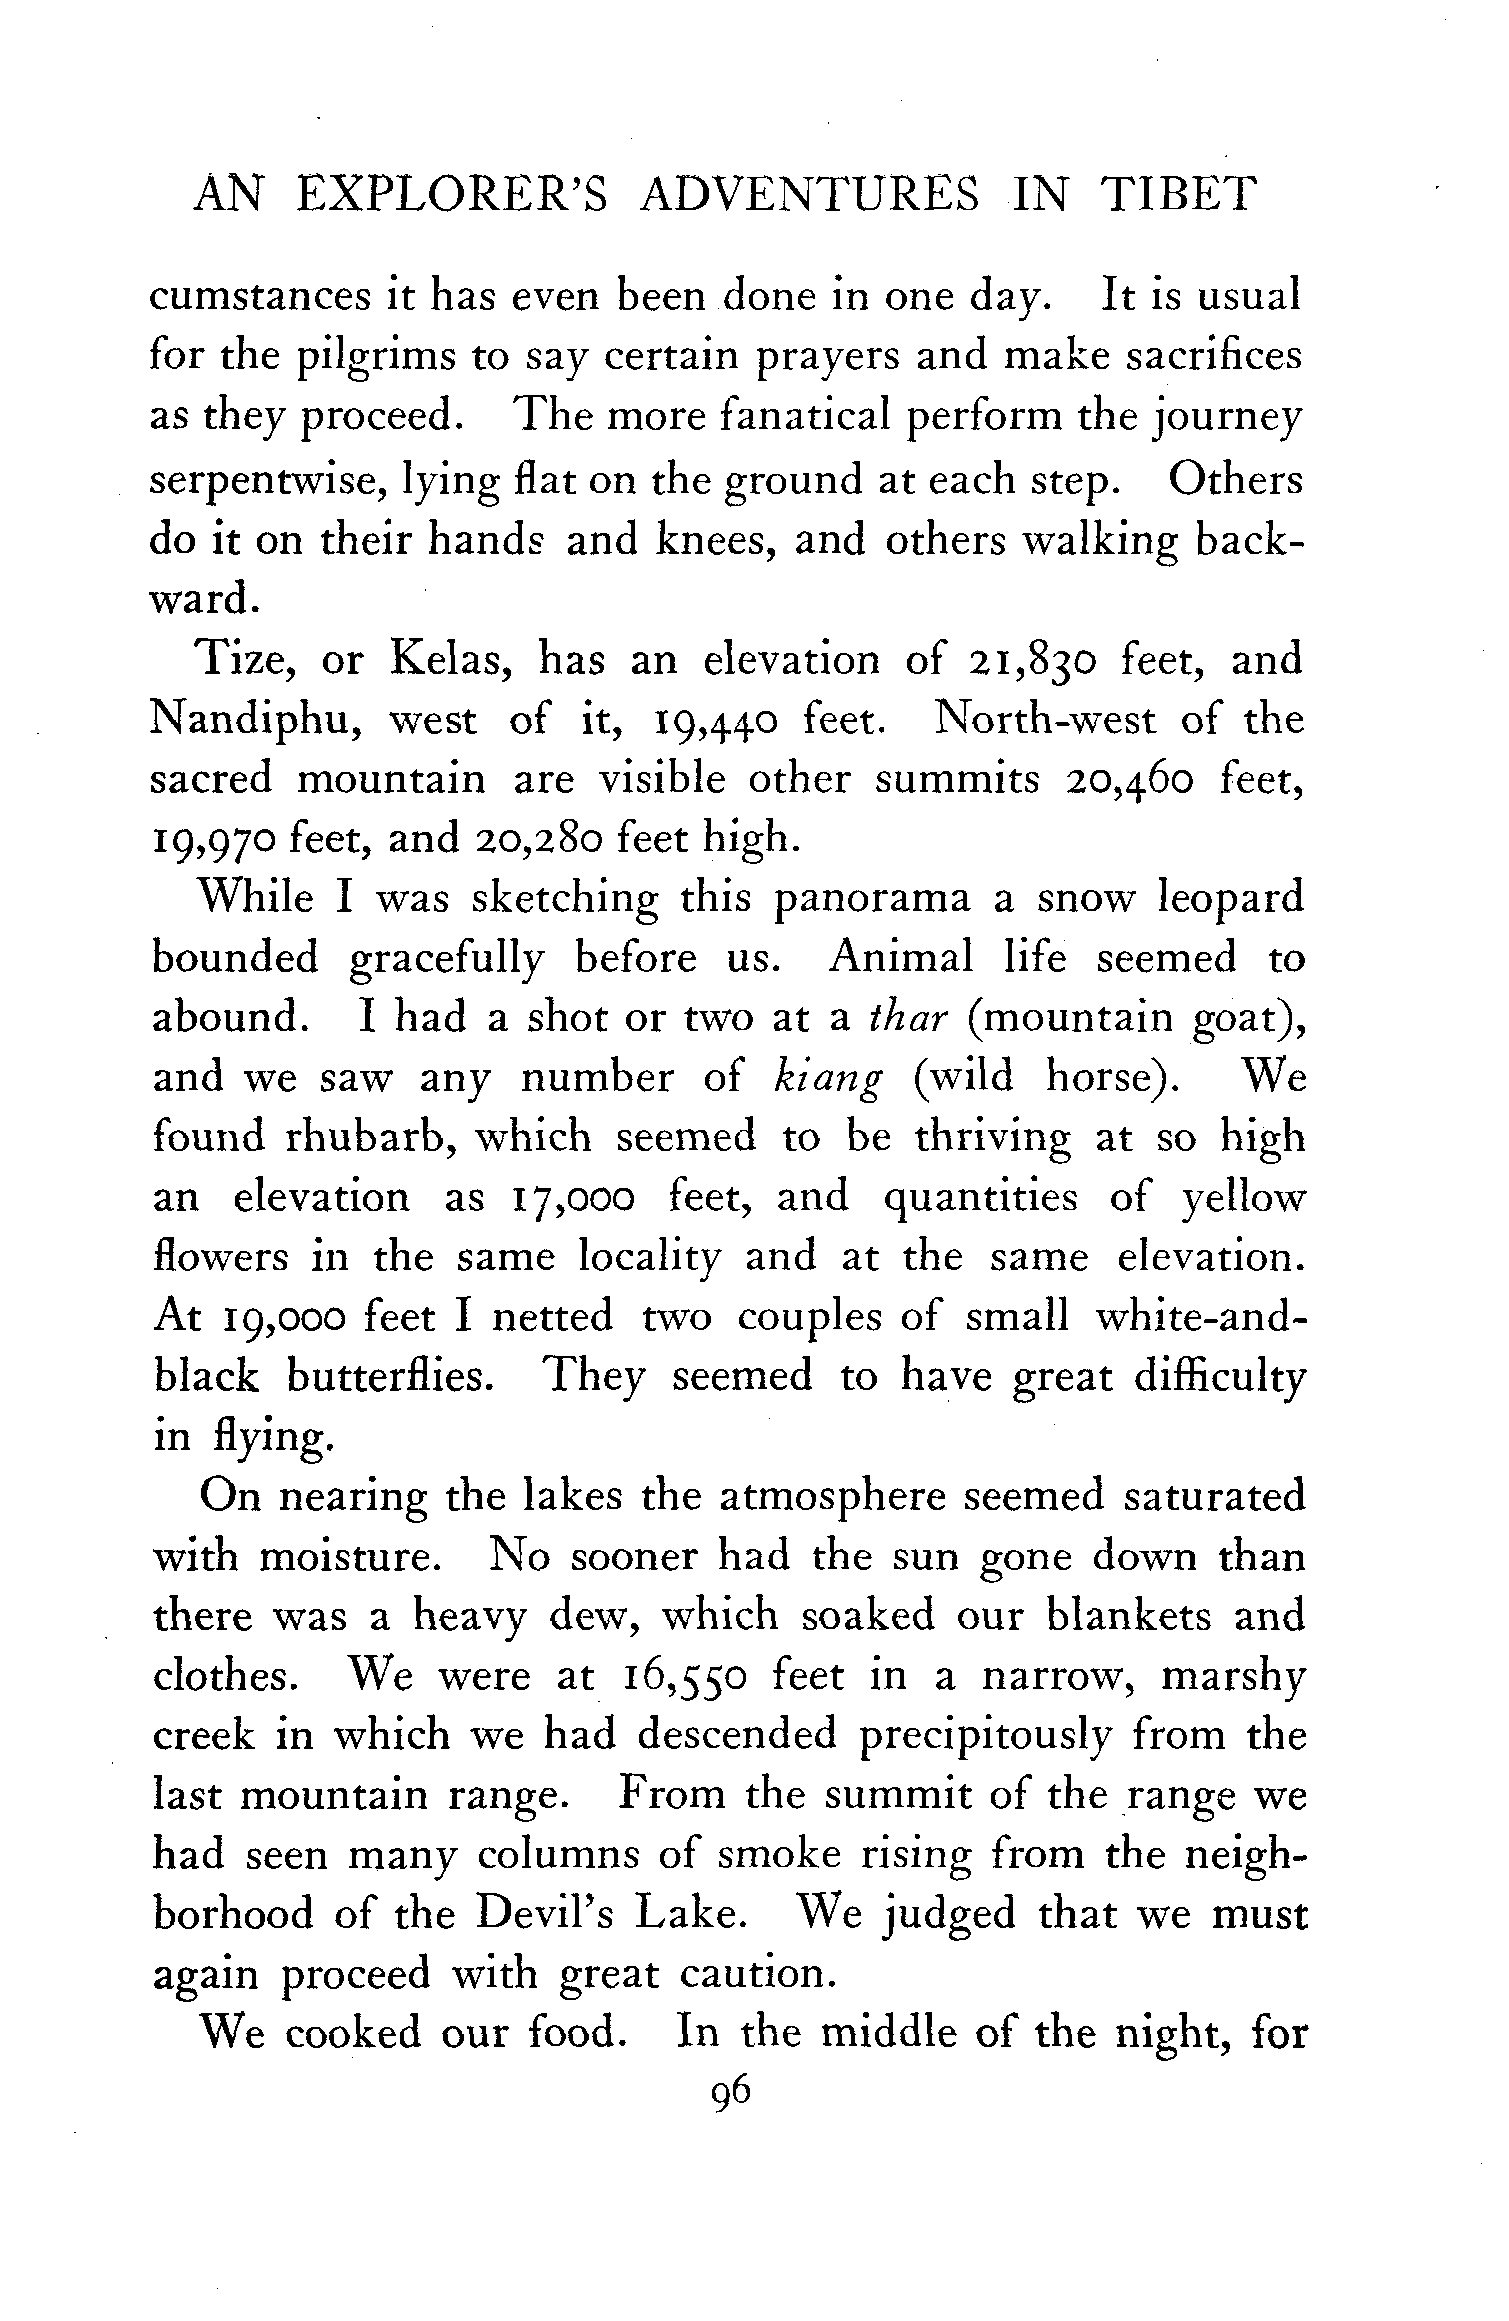 AN EXPLORER'S ADVENTURES IN TIBET
cumstances it has even been done in one day. It is usual
for the pilgrims to say certain prayers and make sacrifices
as they proceed. The more fanatical perform the journey
serpentwise, lying flat on the ground at each step. Others
do it on their hands and knees, and others walking back-
ward.
Tize, or Kelas, has an elevation of 21,830 feet, and
Nandiphu, west of it, 19,440 feet. North-west of the
sacred mountain are visible other summits 20,460 feet,
19,970 feet, and 20,280 feet high.
While I was sketching this panorama a snow leopard
bounded gracefully before us. Animal life seemed to
abound. I had a shot or two at a thar (mountain goat),
and we saw any number of kiang (wild horse). We
found rhubarb, which seemed to be thriving at so high
an elevation as 17,000 feet, and quantities of yellow
flowers in the same locality and at the same elevation.
At 19,000 feet I netted two couples of small white-and-
black butterflies. They seemed to have great difficulty
in flying.
On nearing the lakes the atmosphere seemed saturated
with moisture. No sooner had the sun gone down than
there was a heavy dew, which soaked our blankets and
clothes. We were at 16,550 feet in a narrow, marshy
creek in which we had descended precipitously from the
last mountain range. From the summit of the range we
had seen many columns of smoke rising from the neigh-
borhood of the Devil's Lake. We judged that we must
again proceed with great caution.
We cooked our food. In the middle of the night, for
96